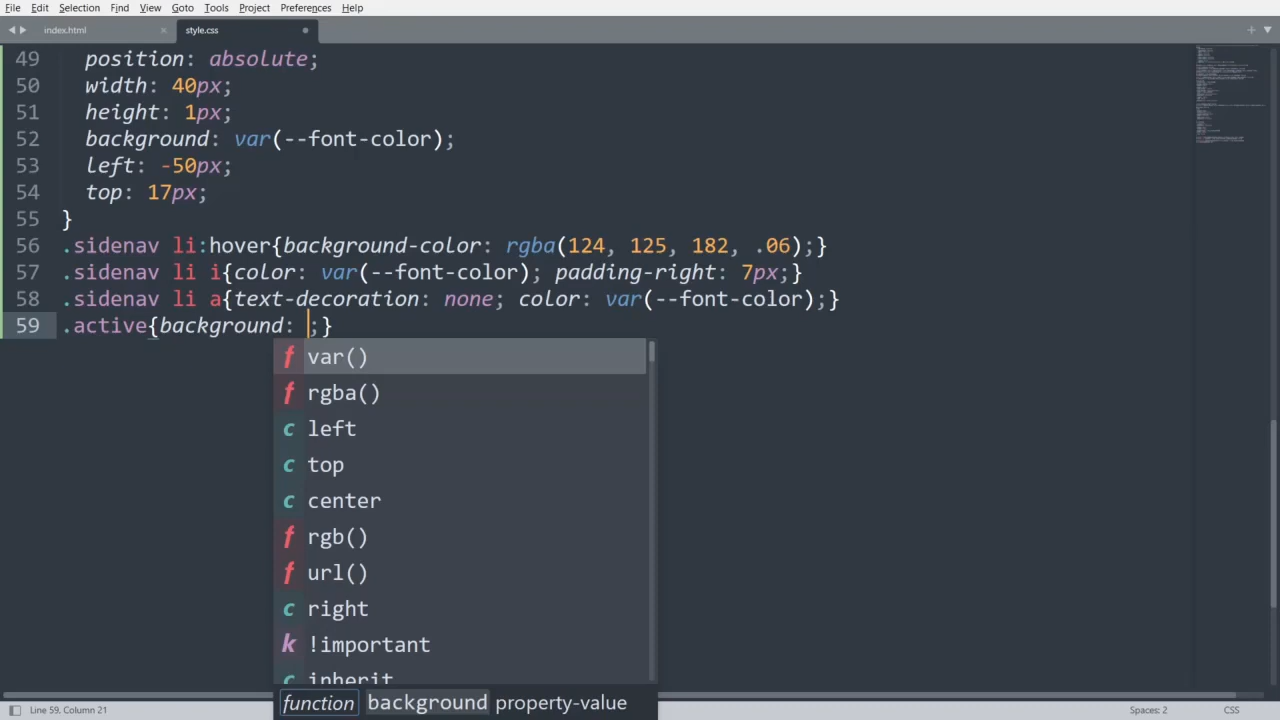 File Edit Selection Find View Goto Tools Project Preferences Help
index.html style.css
49 position: absolute;
50 width: 40px;
51 height: 1px;
52 background: var(--font-color);
53 left: -50px;
54 top: 17px;
55 }
56 .sidenav li:hover{background-color: rgba(124, 125, 182, .06);}
57 .sidenav li i{color: var(--font-color); padding-right: 7px;}
58 .sidenav li a{text-decoration: none; color: var(--font-color);}
59 .active{background: ;}
f var()
f rgba()
c left
c top
c center
f rgb()
f url()
c right
k !important
inherit
function background property-value
Line 59, Column 21 Spaces: 2 CSS